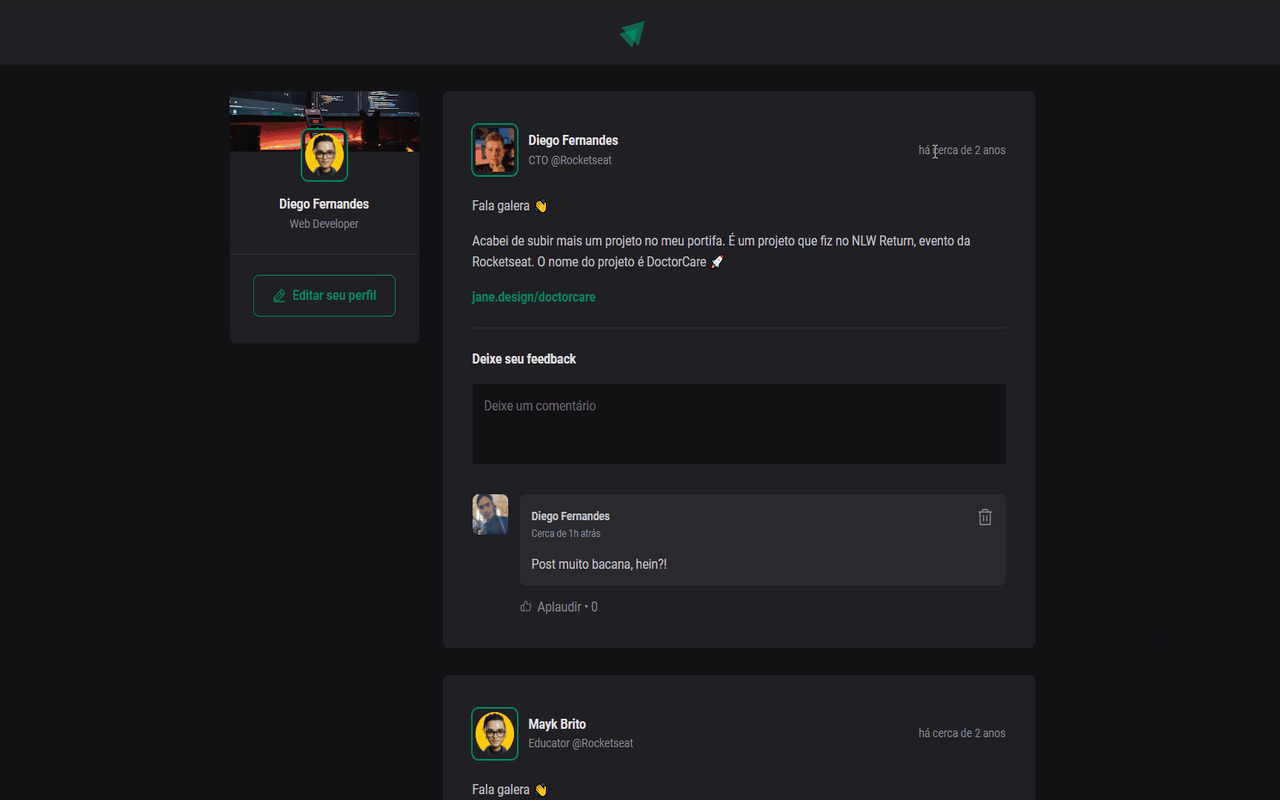 Diego Fernandes
Web Developer
Editar seu perfil
Diego Fernandes
CTO @Rocketseat
há cerca de 2 anos
Fala galera 👋
Acabei de subir mais um projeto no meu portifa. É um projeto que fiz no NLW Return, evento da
Rocketseat. O nome do projeto é DoctorCare 🚀
jane.design/doctorcare
Deixe seu feedback
Deixe um comentário
Diego Fernandes
Cerca de 1h atrás
Post muito bacana, hein?!
Aplaudir • 0
Mayk Brito
Educator @Rocketseat
há cerca de 2 anos
Fala galera 👋